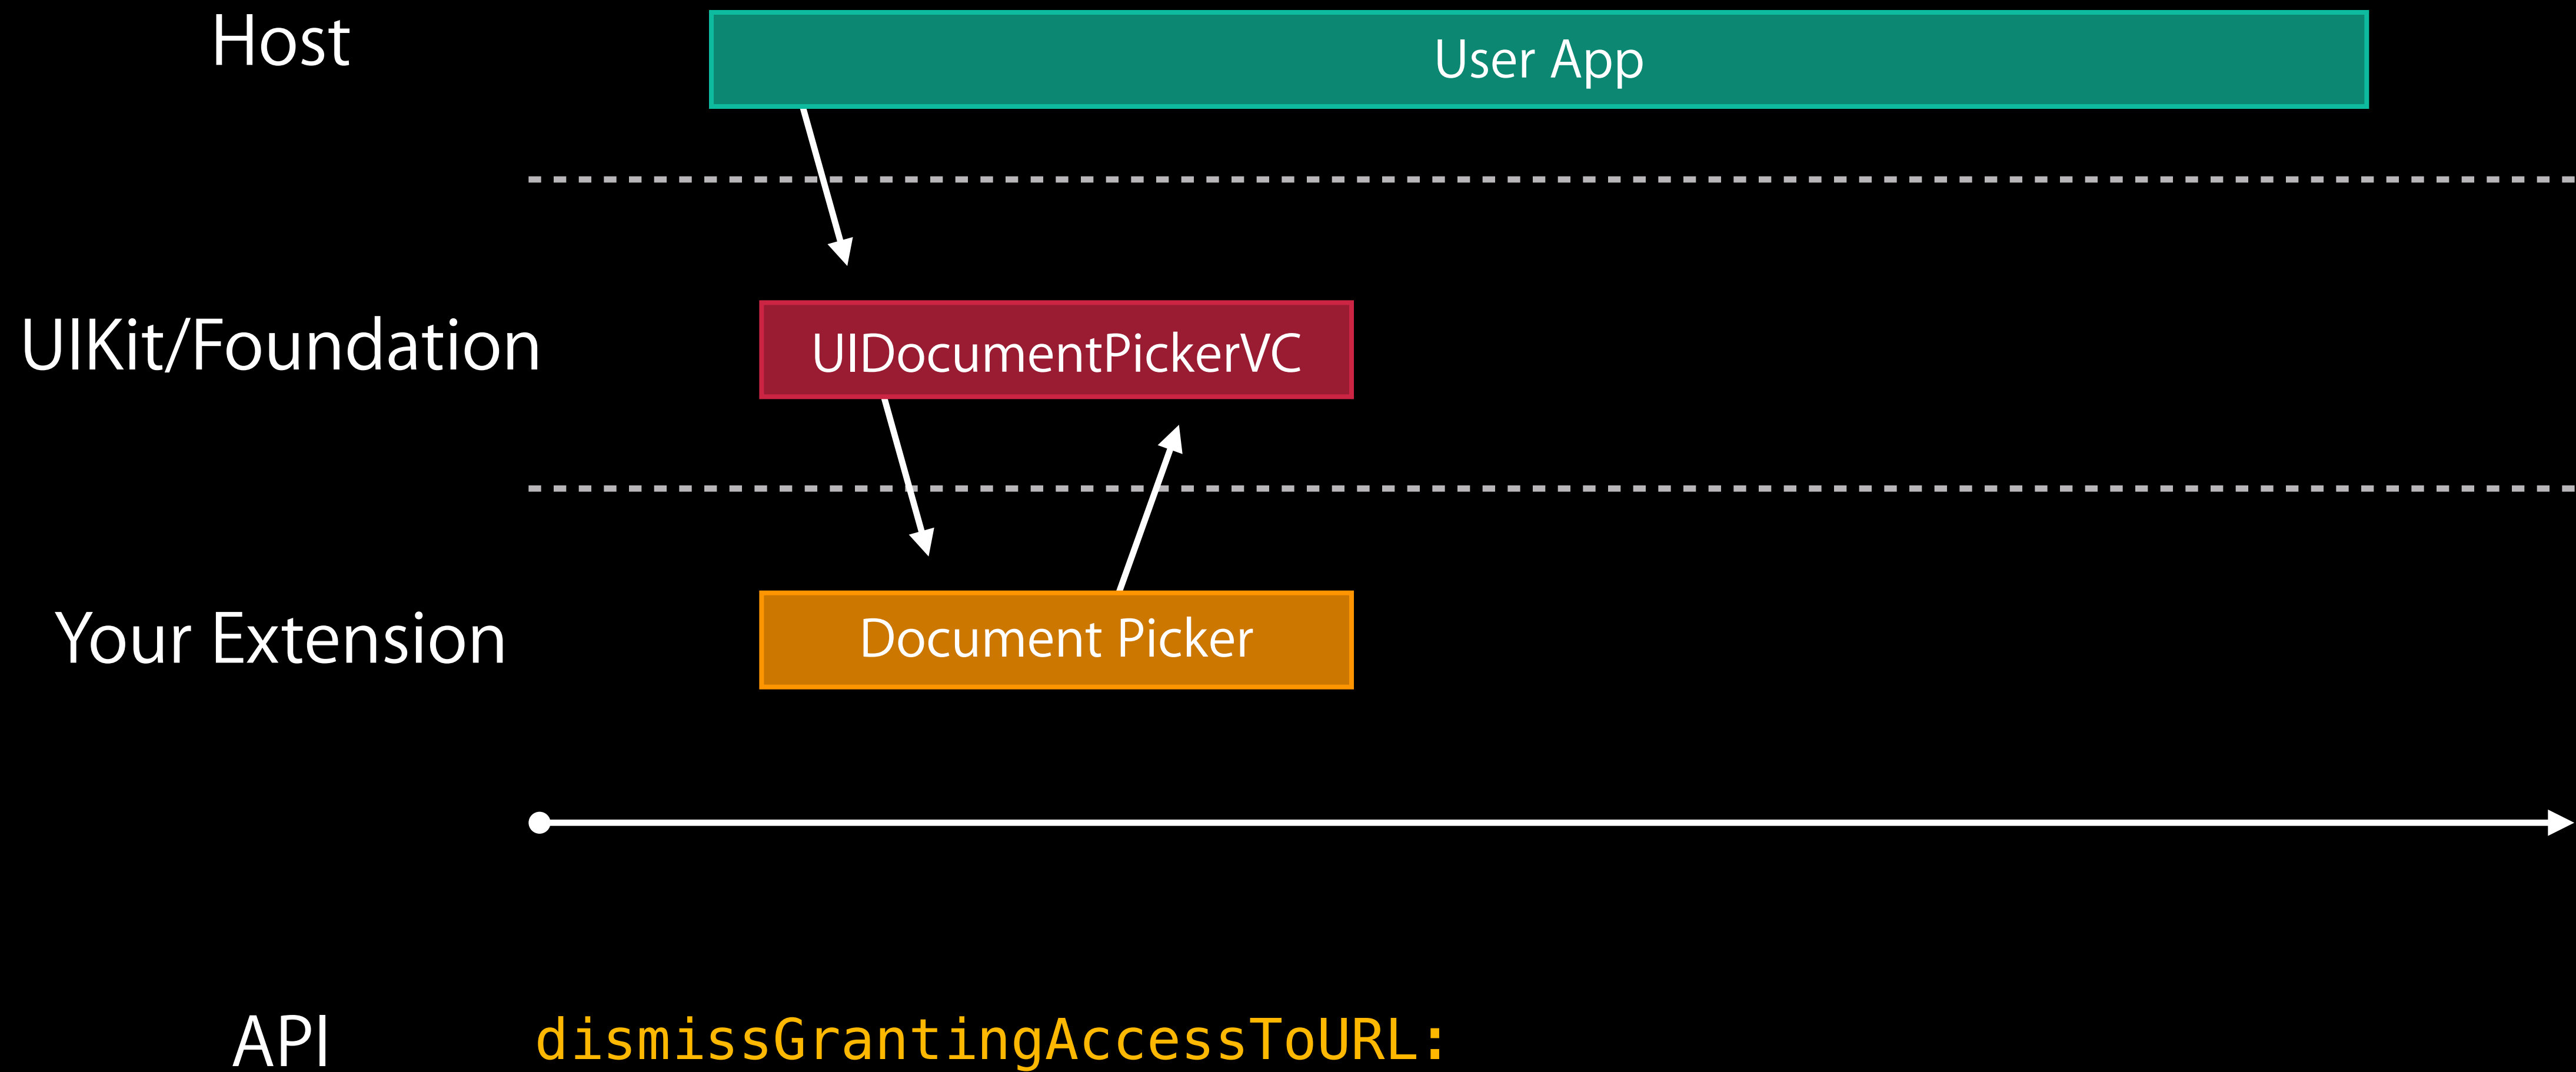 Host
User App
UIKit/Foundation
UIDocumentPickerVC
Your Extension
Document Picker
API
dismissGrantingAccessToURL: